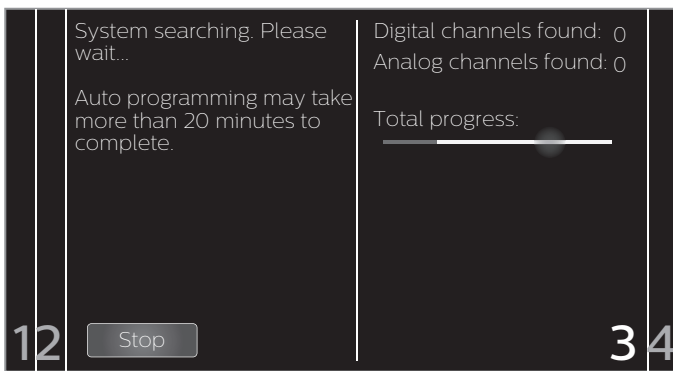 System searching. Please
wait...
Auto programming may take
more than 20 minutes to
complete.
Digital channels found: 0
Analog channels found: 0
Total progress:
1
2
Stop
3
4